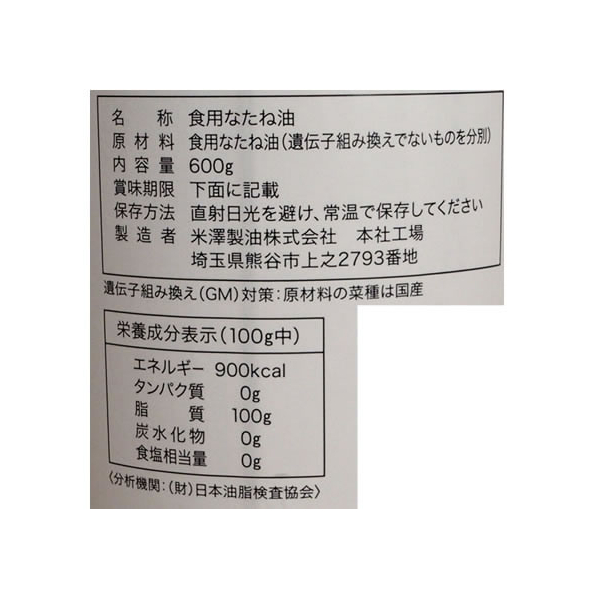 名称 食用なたね油
原材料 食用なたね油(遺伝子組み換えでないものを分別)
内容量 600g
賞味期限 下面に記載
保存方法 直射日光を避け、常温で保存してください
製造者 米澤製油株式会社 本社工場
埼玉県熊谷市上之2793番地
遺伝子組み換え(GM)対策:原材料の菜種は国産
栄養成分表示(100g中)
エネルギー 900kcal
タンパク質 0g
脂質 100g
炭水化物 0g
食塩相当量 0g
〈分析機関:(財)日本油脂検査協会〉